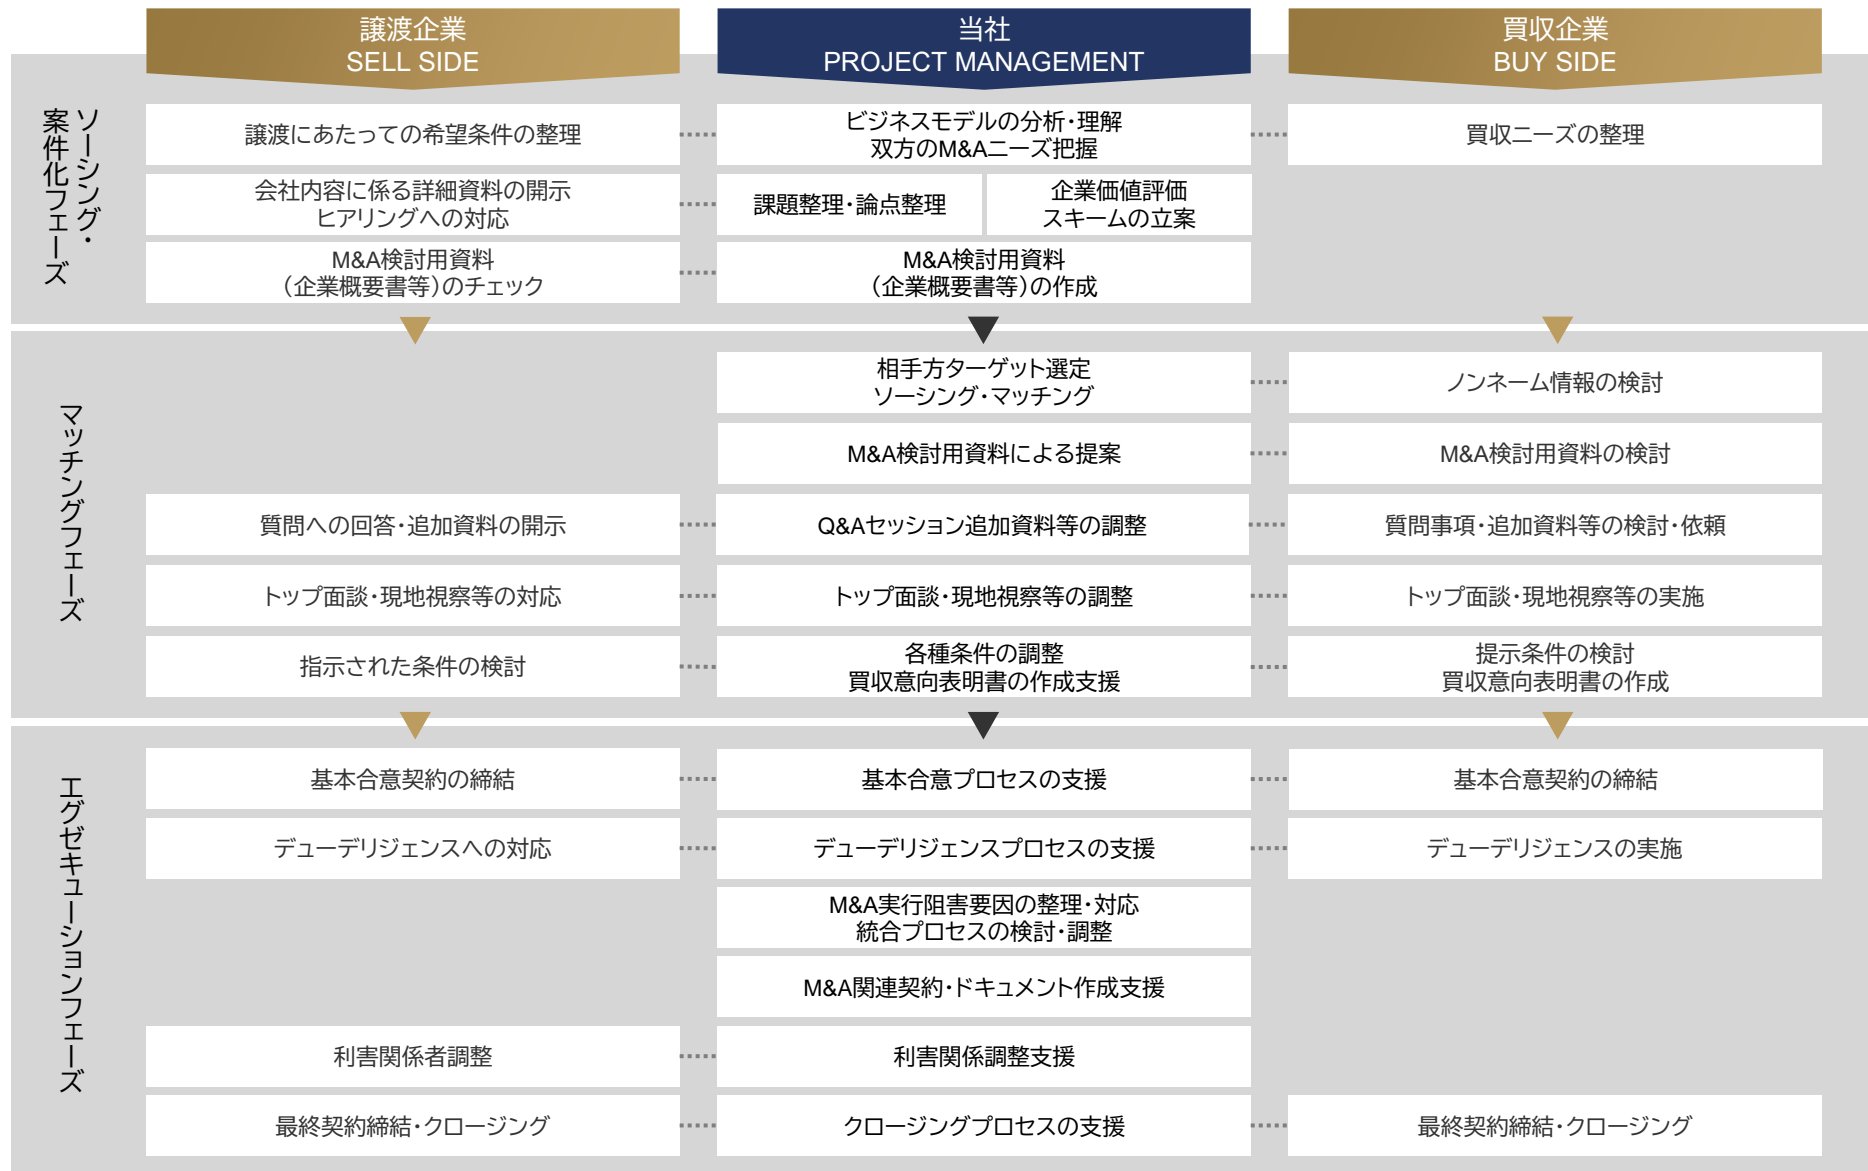 譲渡企業
SELL SIDE
当社
PROJECT MANAGEMENT
買収企業
BUY SIDE
ソーシング・
案件化フェーズ
譲渡にあたっての希望条件の整理
ビジネスモデルの分析・理解
双方のM&Aニーズ把握
買収ニーズの整理
会社内容に係る詳細資料の開示
ヒアリングへの対応
課題整理・論点整理
企業価値評価
スキームの立案
M&A検討用資料
（企業概要書等）のチェック
M&A検討用資料
（企業概要書等）の作成
マッチングフェーズ
相手方ターゲット選定
ソーシング・マッチング
ノンネーム情報の検討
M&A検討用資料による提案
M&A検討用資料の検討
質問への回答・追加資料の開示
Q&Aセッション追加資料等の調整
質問事項・追加資料等の検討・依頼
トップ面談・現地視察等の対応
トップ面談・現地視察等の調整
トップ面談・現地視察等の実施
指示された条件の検討
各種条件の調整
買収意向表明書の作成支援
提示条件の検討
買収意向表明書の作成
エグゼキューションフェーズ
基本合意契約の締結
基本合意プロセスの支援
基本合意契約の締結
デューデリジェンスへの対応
デューデリジェンスプロセスの支援
デューデリジェンスの実施
M&A実行阻害要因の整理・対応
統合プロセスの検討・調整
M&A関連契約・ドキュメント作成支援
利害関係者調整
利害関係調整支援
最終契約締結・クロージング
クロージングプロセスの支援
最終契約締結・クロージング